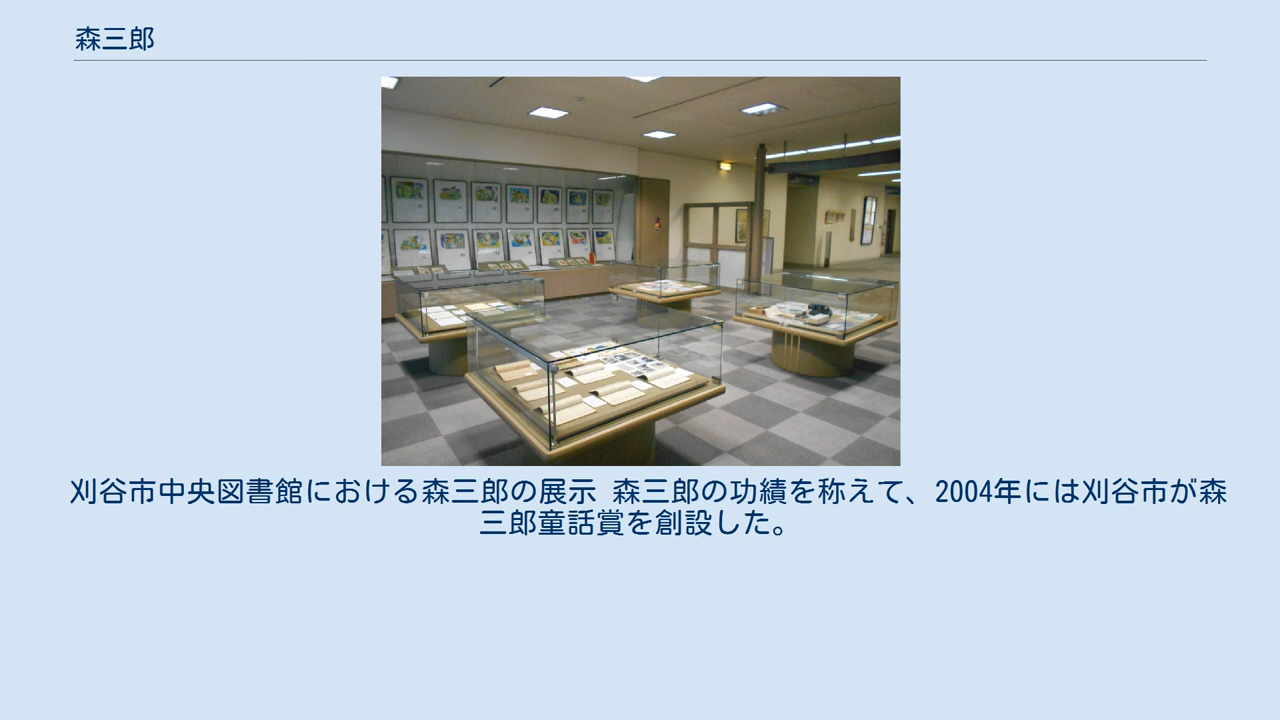 森三郎
刈谷市中央図書館における森三郎の展示 森三郎の功績を称えて、2004年には刈谷市が森
三郎童話賞を創設した。